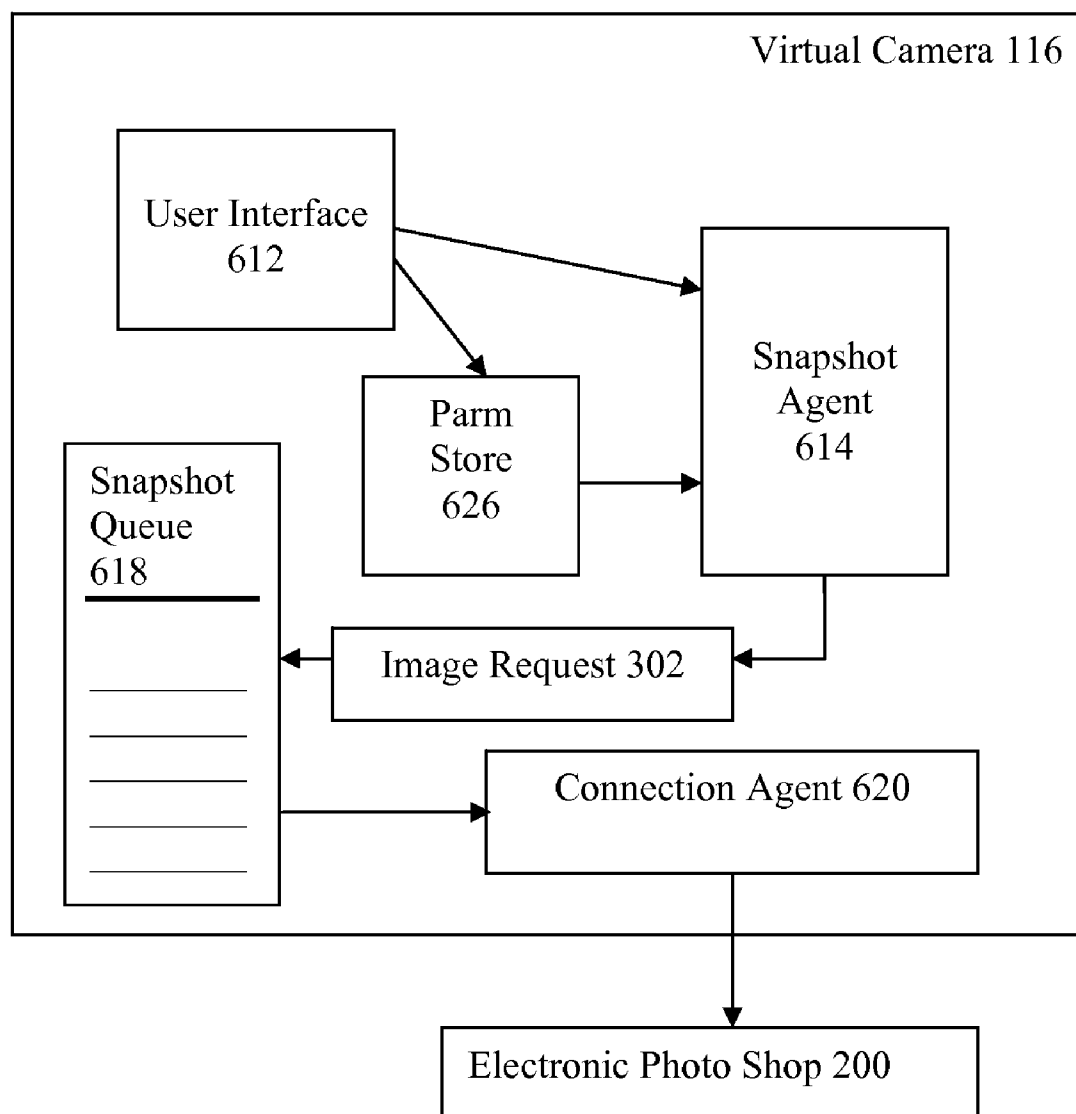 Virtual Camera 116
User Interface
612
Snapshot
Agent
614
Parm
Store
626
Snapshot
Queue
618
Image Request 302
Connection Agent 620
Electronic Photo Shop 200